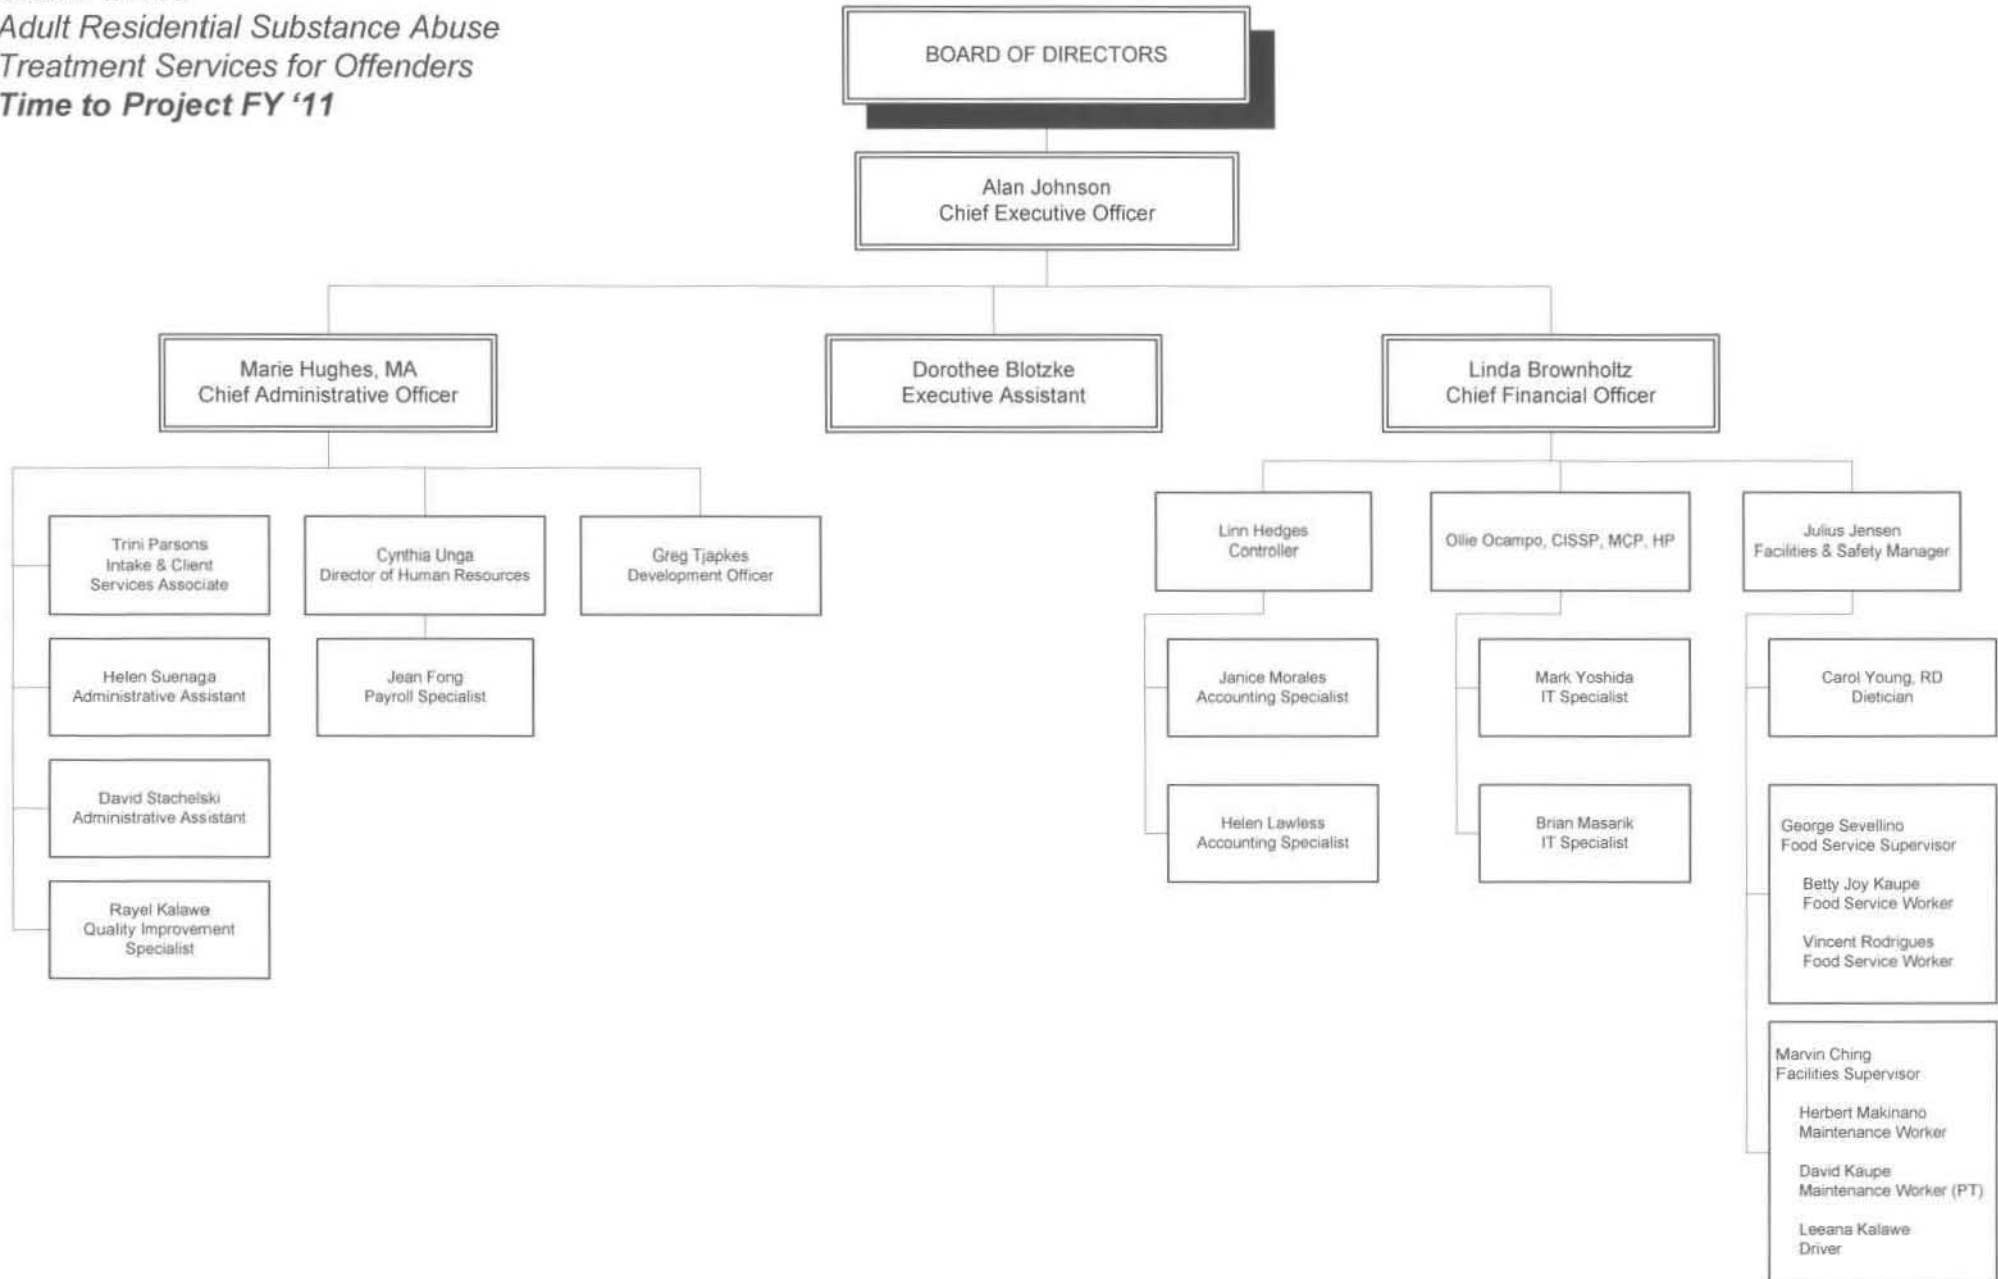 Adult Residential Substance Abuse
Treatment Services for Offenders
Time to Project FY ‘11
BOARD OF DIRECTORS
Alan Johnson
Chief Executive Officer
Marie Hughes, MA
Chief Administrative Officer
Dorothee Blotzke
Executive Assistant
Linda Brownholtz
Chief Financial Officer
Trini Parsons
Intake & Client
Services Associate
Cynthia Unga
Director of Human Resources
Greg Tjapkes
Development Officer
Linn Hedges
Controller
Ollie Ocampo, CISSP, MCP, HP
Julius Jensen
Facilities & Safety Manager
Helen Suenaga
Administrative Assistant
Jean Fong
Payroll Specialist
Janice Morales
Accounting Specialist
Mark Yoshida
IT Specialist
Carol Young, RD
Dietician
David Stachelski
Administrative Assistant
Helen Lawless
Accounting Specialist
Brian Masarik
IT Specialist
George Sevellino
Food Service Supervisor
Betty Joy Kaupe
Food Service Worker
Vincent Rodrigues
Food Service Worker
Rayel Kalawe
Quality Improvement
Specialist
Marvin Ching
Facilities Supervisor
Herbert Makinano
Maintenance Worker
David Kaupe
Maintenance Worker (PT)
Leeana Kalawe
Driver